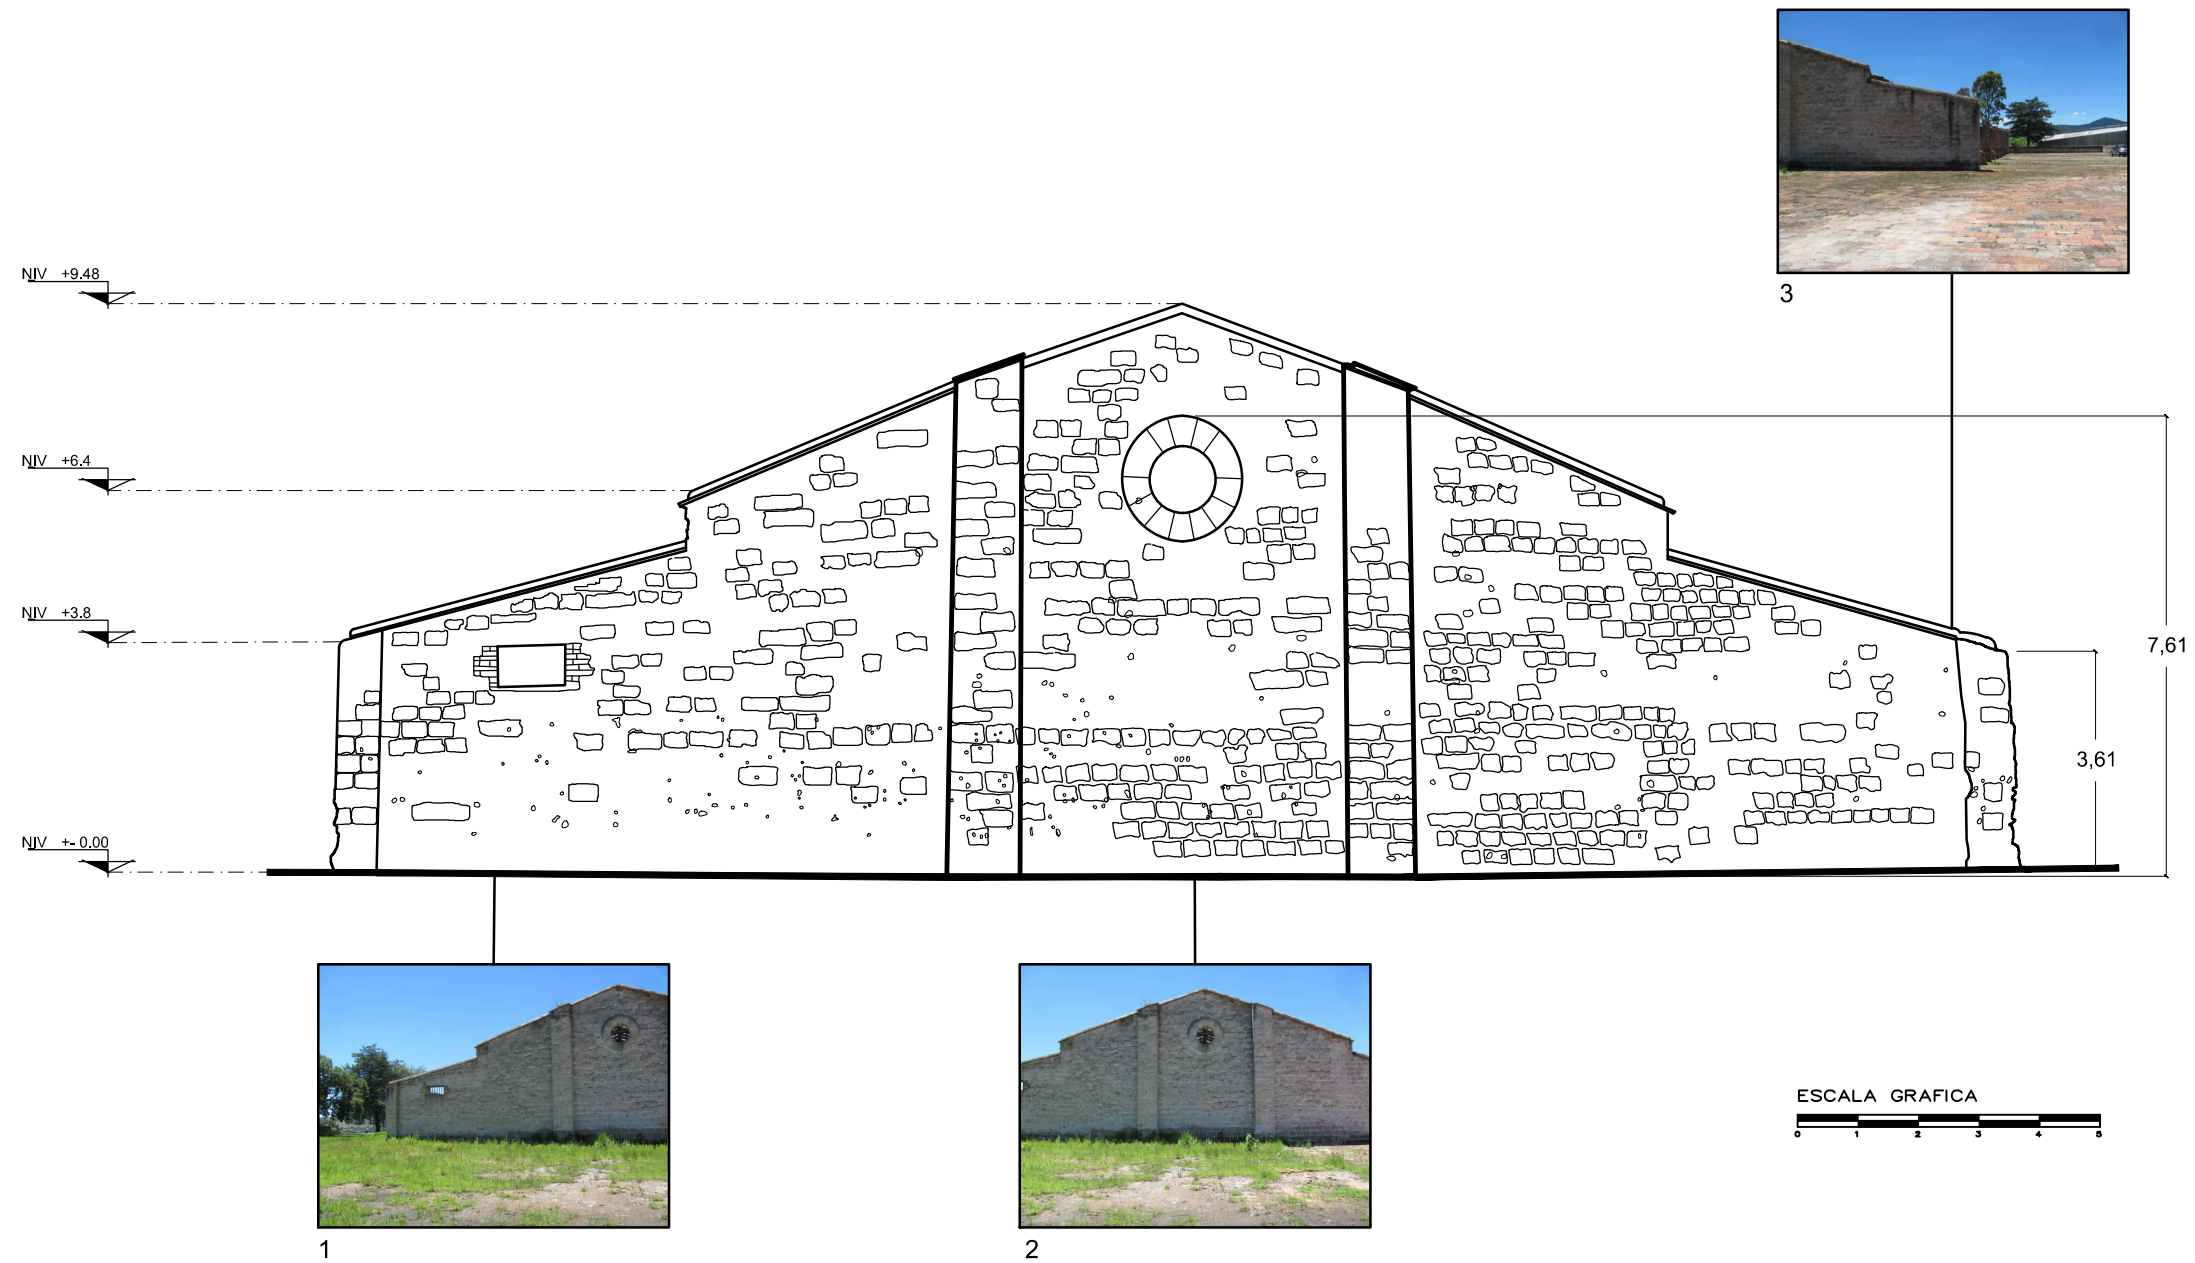 3
NIV +9.48
NIV +6.4
NIV +3.8
7,61
3,61
NIV +- 0.00
ESCALA GRAFICA
0 1 2 3 4 5
1
2